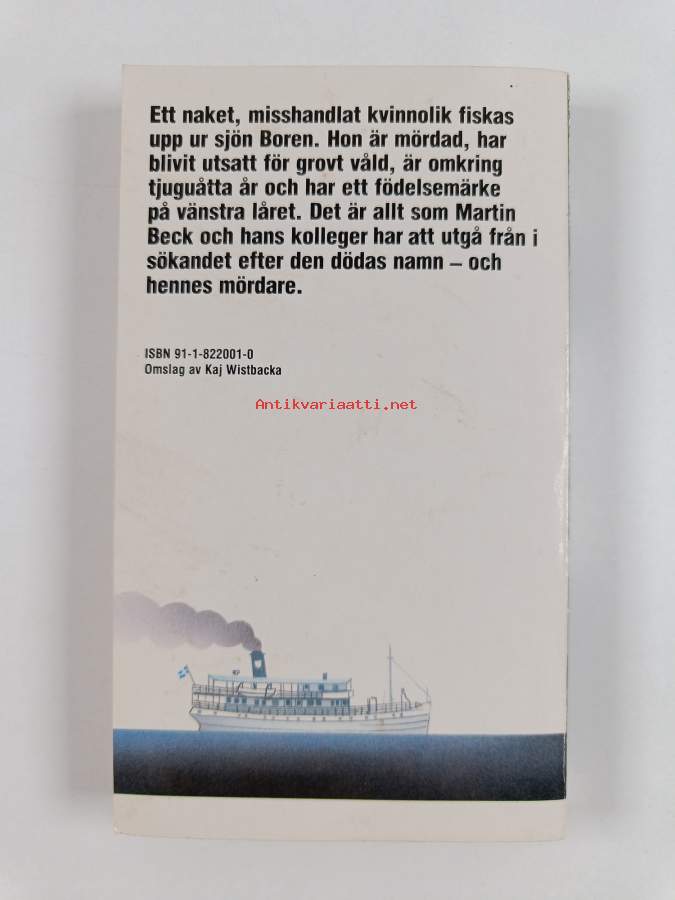 Ett naket, misshandlat kvinnolik fiskas
upp ur sjön Boren. Hon är mördad, har
blivit utsatt för grovt våld, är omkring
tjuguåtta år och har ett födelsemärke
på vänstra låret. Det är allt som Martin
Beck och hans kolleger har att utgå från i
sökandet efter den dödas namn – och
hennes mördare.
ISBN 91-1-822001-0
Omslag av Kaj Wistbacka
Antikvariaatti.net